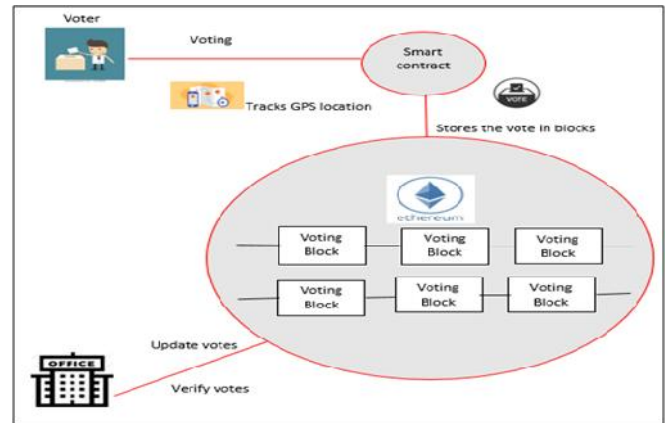 Voter
Voting
Smart
contract
Tracks GPS location
VOTE
Stores the vote in blocks
ethereum
Voting
Block
Voting
Block
Voting
Block
Voting
Block
Voting
Block
Voting
Block
Update votes
OFFICE
Verify votes